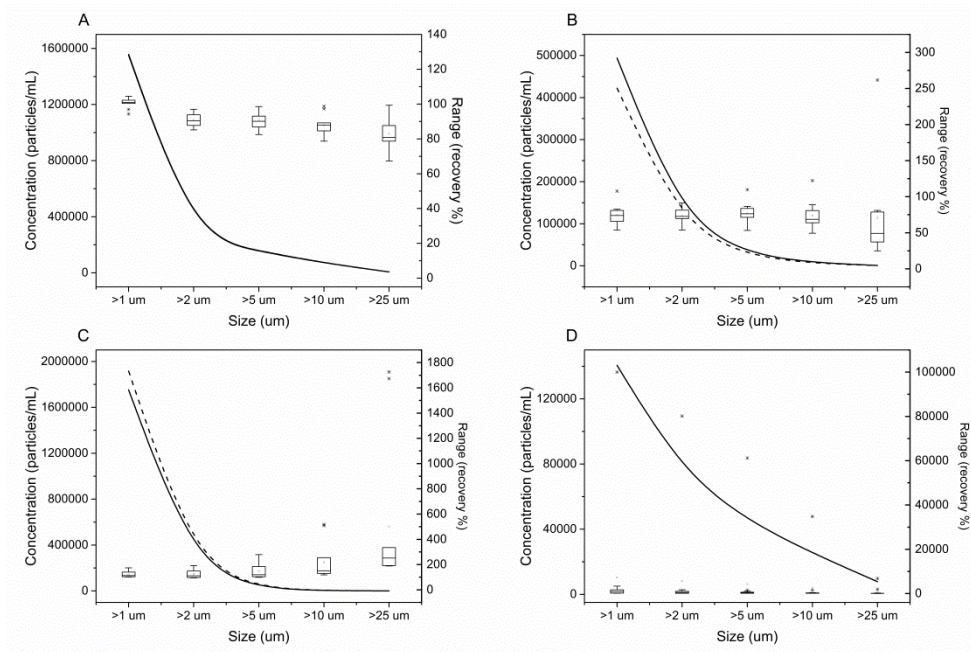 A
Concentration (particles/mL)
1600000
1200000
800000
400000
0
140
120
100
80
60
40
20
0
Range (recovery %)
>1 um >2 um >5 um >10 um >25 um
Size (um)
B
Concentration (particles/mL)
500000
400000
300000
200000
100000
0
300
250
200
150
100
50
0
Range (recovery %)
>1 um >2 um >5 um >10 um >25 um
Size (um)
C
Concentration (particles/mL)
2000000
1600000
1200000
800000
400000
0
1800
1600
1400
1200
1000
800
600
400
200
0
Range (recovery %)
>1 um >2 um >5 um >10 um >25 um
Size (um)
D
Concentration (particles/mL)
120000
80000
40000
0
100000
80000
60000
40000
20000
0
Range (recovery %)
>1 um >2 um >5 um >10 um >25 um
Size (um)